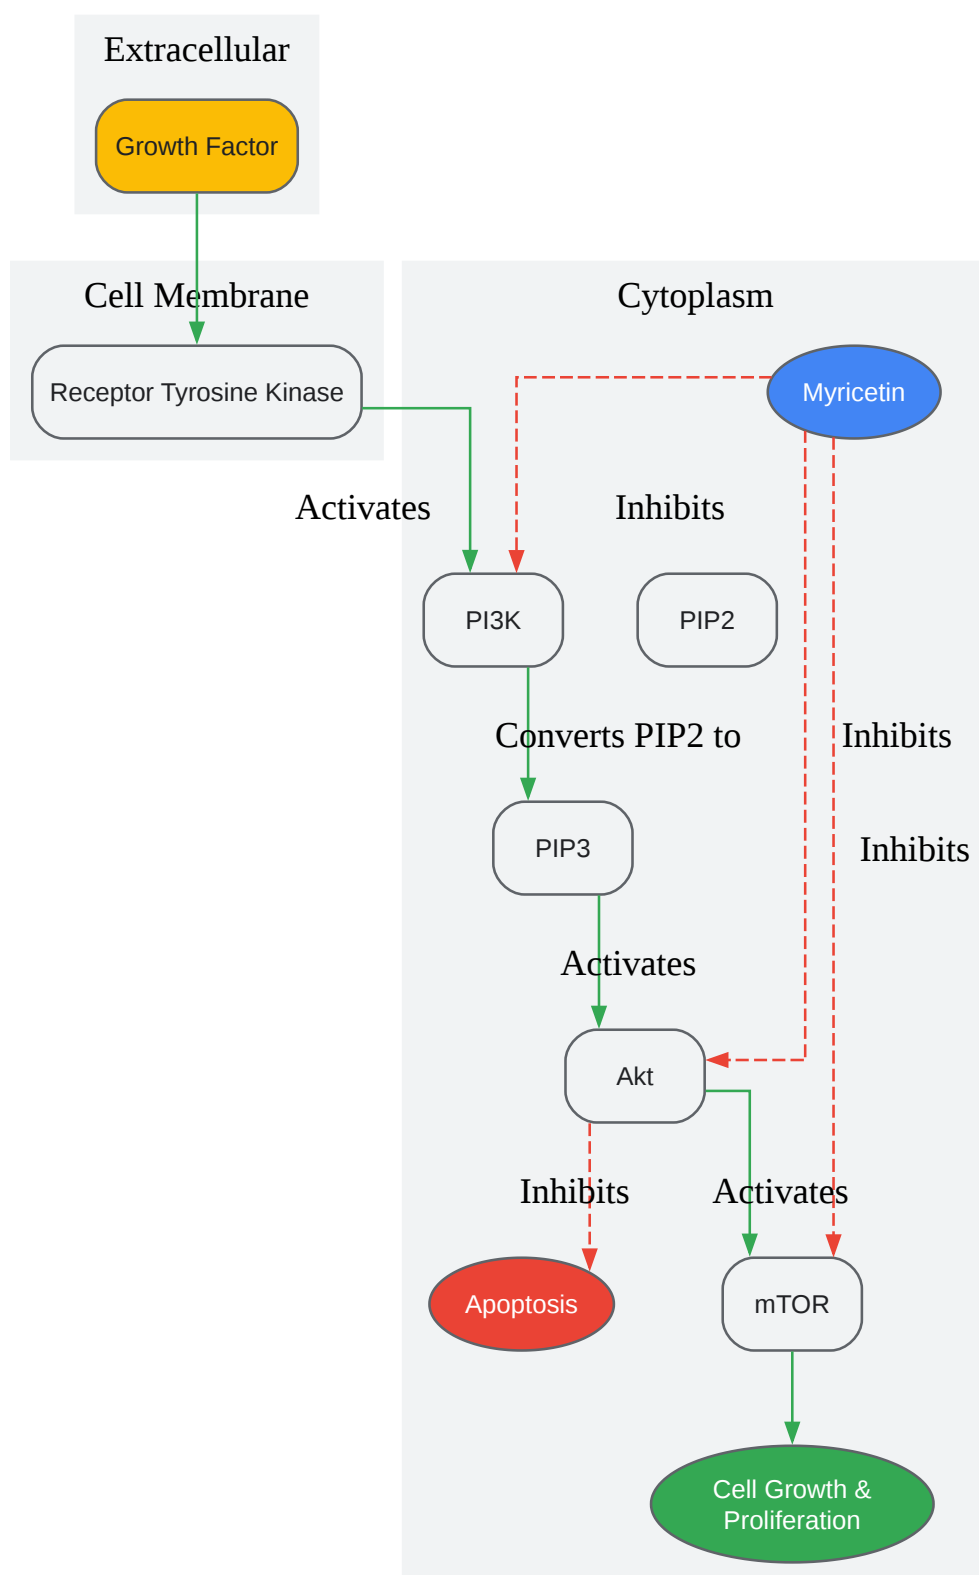 Extracellular
Growth Factor
Cell Membrane
Cytoplasm
Receptor Tyrosine Kinase
Myricetin
Activates
Inhibits
PI3K
PIP2
Converts PIP2 to
Inhibits
PIP3
Inhibits
Activates
Akt
Inhibits
Activates
Apoptosis
mTOR
Cell Growth &
Proliferation